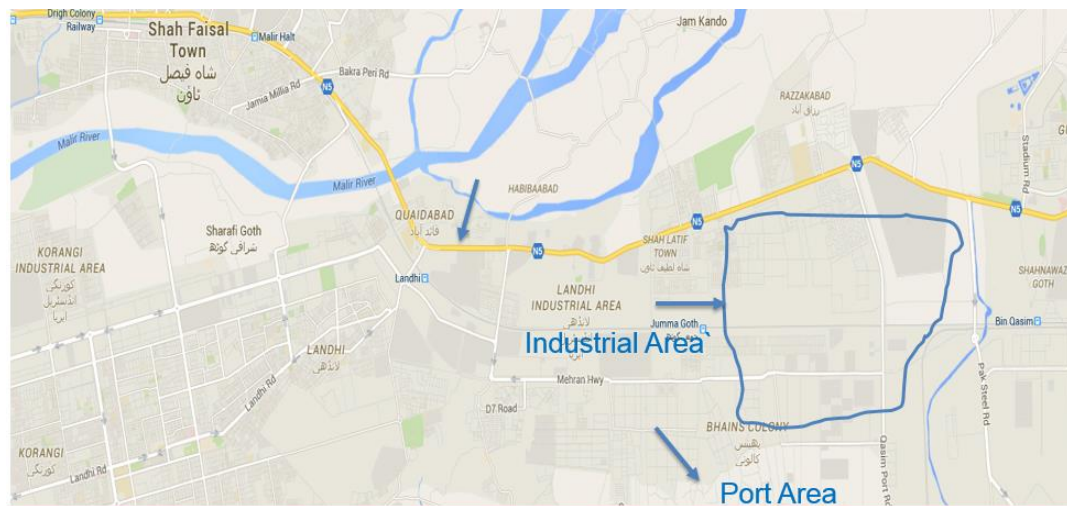 Drigh Colony
Railway
Shah Faisal
Town
شاہ فیصل
ٹاؤن
Malir Halt
Jam Kando
N5
Bakra Peri Rd
Jamia Millia Rd
RAZZAKABAD
رزاق آباد
Stadium Rd
Malir River
Malir River
N5
HABIBAABAD
QUAIDABAD
قائد آباد
Sharafi Goth
شرافی گوٹھ
N5
N5
N5
SHAH LATIF
TOWN
شاہ لطیف ٹاؤن
KORANGI
INDUSTRIAL AREA
کورنگی
انڈسٹریل
ایریا
Landhi
LANDHI
INDUSTRIAL AREA
لانڈھی
SHAHNAWAZ
GOTH
Jumma Goth
Bin Qasim
Industrial Area
LANDHI
لانڈھی
Landhi Rd
Mehran Hwy
Pak Steel Rd
D7 Road
BHAINS COLONY
بھینس
کالونی
Qasim Port Rd
KORANGI
کورنگی
Landhi Rd
Port Area